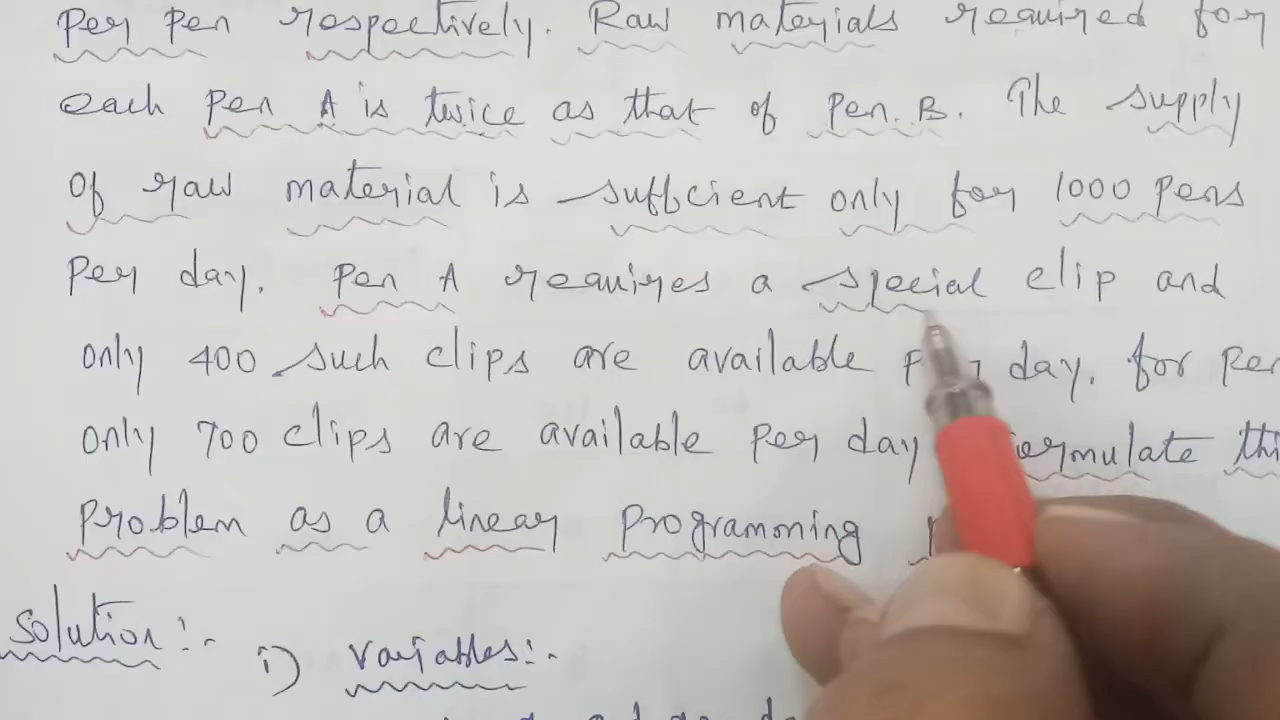 Per pen respectively. Raw materials required for
each pen A is twice as that of pen B. The supply
of raw material is sufficient only for 1000 pens
per day. Pen A requires a special clip and
only 400 such clips are available day. for
only 700 clips are available per day
problem as a linear programming
Solution:-
i) Variables:-